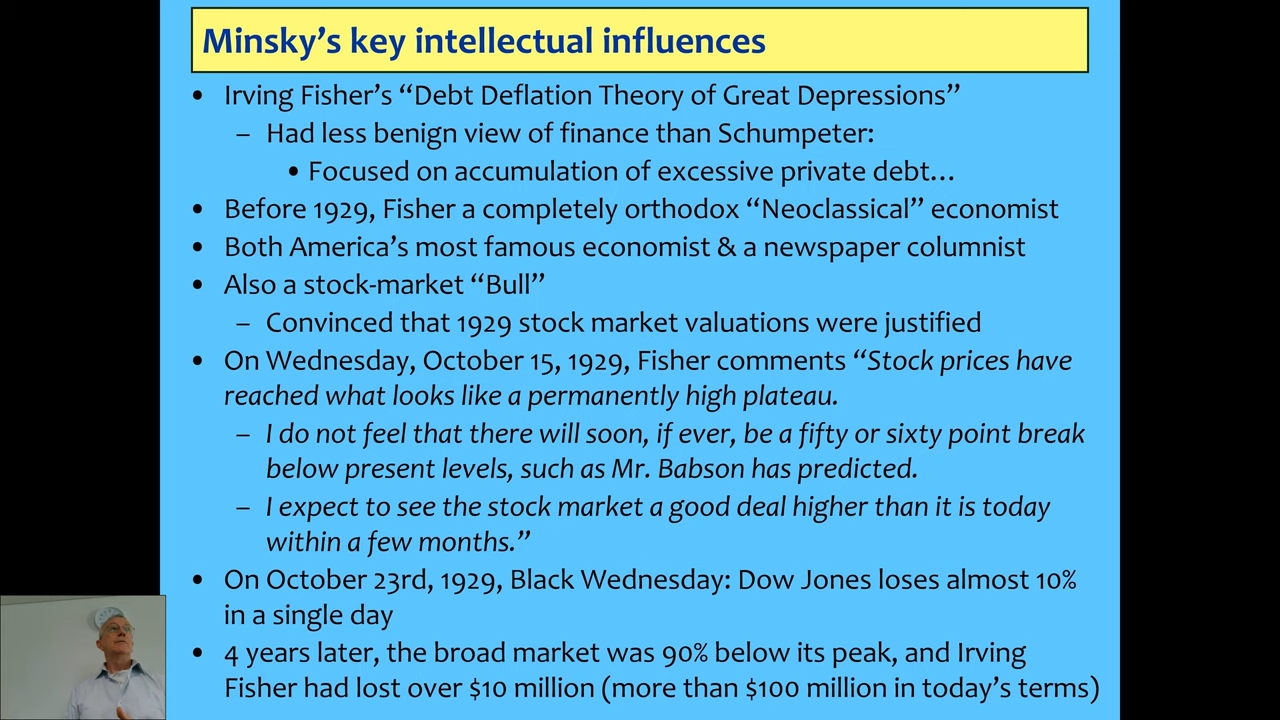 Minsky’s key intellectual influences
• Irving Fisher’s “Debt Deflation Theory of Great Depressions”
– Had less benign view of finance than Schumpeter:
• Focused on accumulation of excessive private debt…
• Before 1929, Fisher a completely orthodox “Neoclassical” economist
• Both America’s most famous economist & a newspaper columnist
• Also a stock-market “Bull”
– Convinced that 1929 stock market valuations were justified
• On Wednesday, October 15, 1929, Fisher comments “Stock prices have
reached what looks like a permanently high plateau.
– I do not feel that there will soon, if ever, be a fifty or sixty point break
below present levels, such as Mr. Babson has predicted.
– I expect to see the stock market a good deal higher than it is today
within a few months.”
• On October 23rd, 1929, Black Wednesday: Dow Jones loses almost 10%
in a single day
• 4 years later, the broad market was 90% below its peak, and Irving
Fisher had lost over $10 million (more than $100 million in today’s terms)